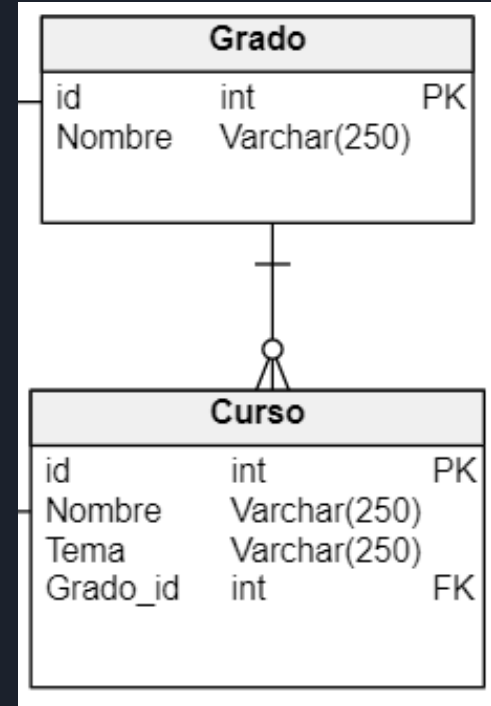 Grado
id int PK
Nombre Varchar(250)
Curso
id int PK
Nombre Varchar(250)
Tema Varchar(250)
Grado_id int FK